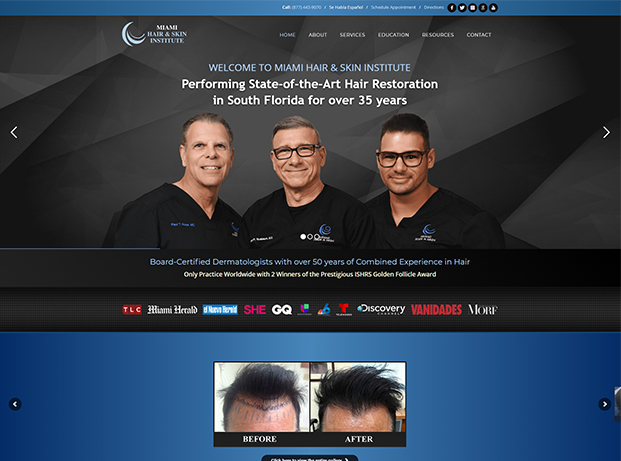 Call: (877) 443-9070 / Se Habla Español / Schedule Appointment / Directions
MIAMI
HAIR & SKIN
INSTITUTE
HOME ABOUT SERVICES EDUCATION RESOURCES CONTACT
WELCOME TO MIAMI HAIR & SKIN INSTITUTE
Performing State-of-the-Art Hair Restoration
in South Florida for over 35 years
Board-Certified Dermatologists with over 50 years of Combined Experience in Hair
Only Practice Worldwide with 2 Winners of the Prestigious ISHRS Golden Follicle Award
TLC Miami Herald el Nuevo Herald SHE GQ 6 Discovery VANIDADES MORE
CHANNEL
BEFORE AFTER
Click here to view the entire gallery